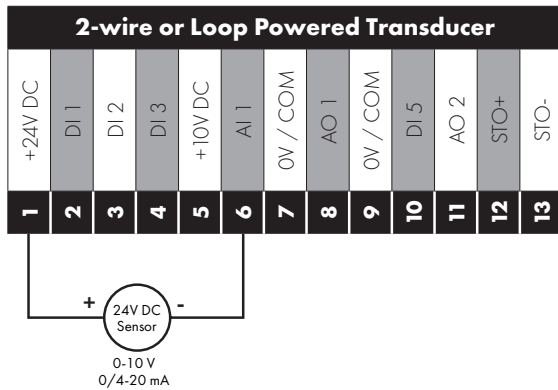 2-wire or Loop Powered Transducer
+24V DC
DI 1
DI 2
DI 3
+10V DC
AI 1
0V / COM
AO 1
0V / COM
DI 5
AO 2
STO+
STO-
1
2
3
4
5
6
7
8
9
10
11
12
13
+
-
24V DC
Sensor
0-10 V
0/4-20 mA